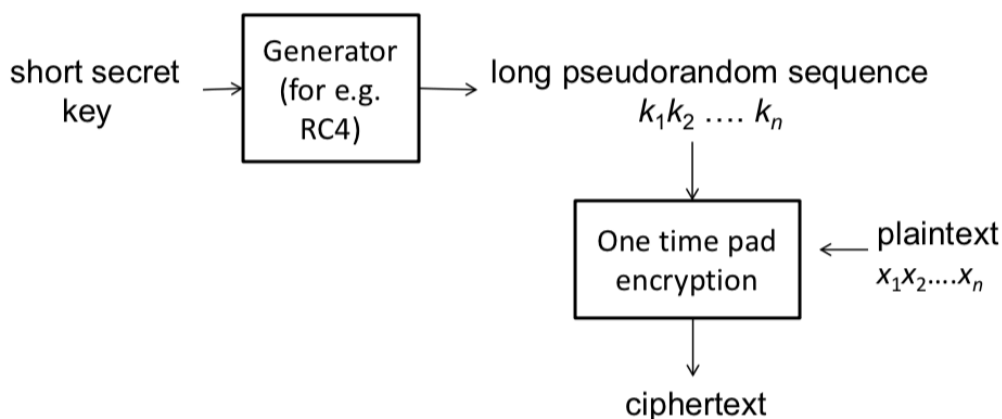 short secret
key
Generator
(for e.g.
RC4)
long pseudorandom sequence
k₁k₂ .... kₙ
One time pad
encryption
plaintext
x₁x₂....xₙ
ciphertext